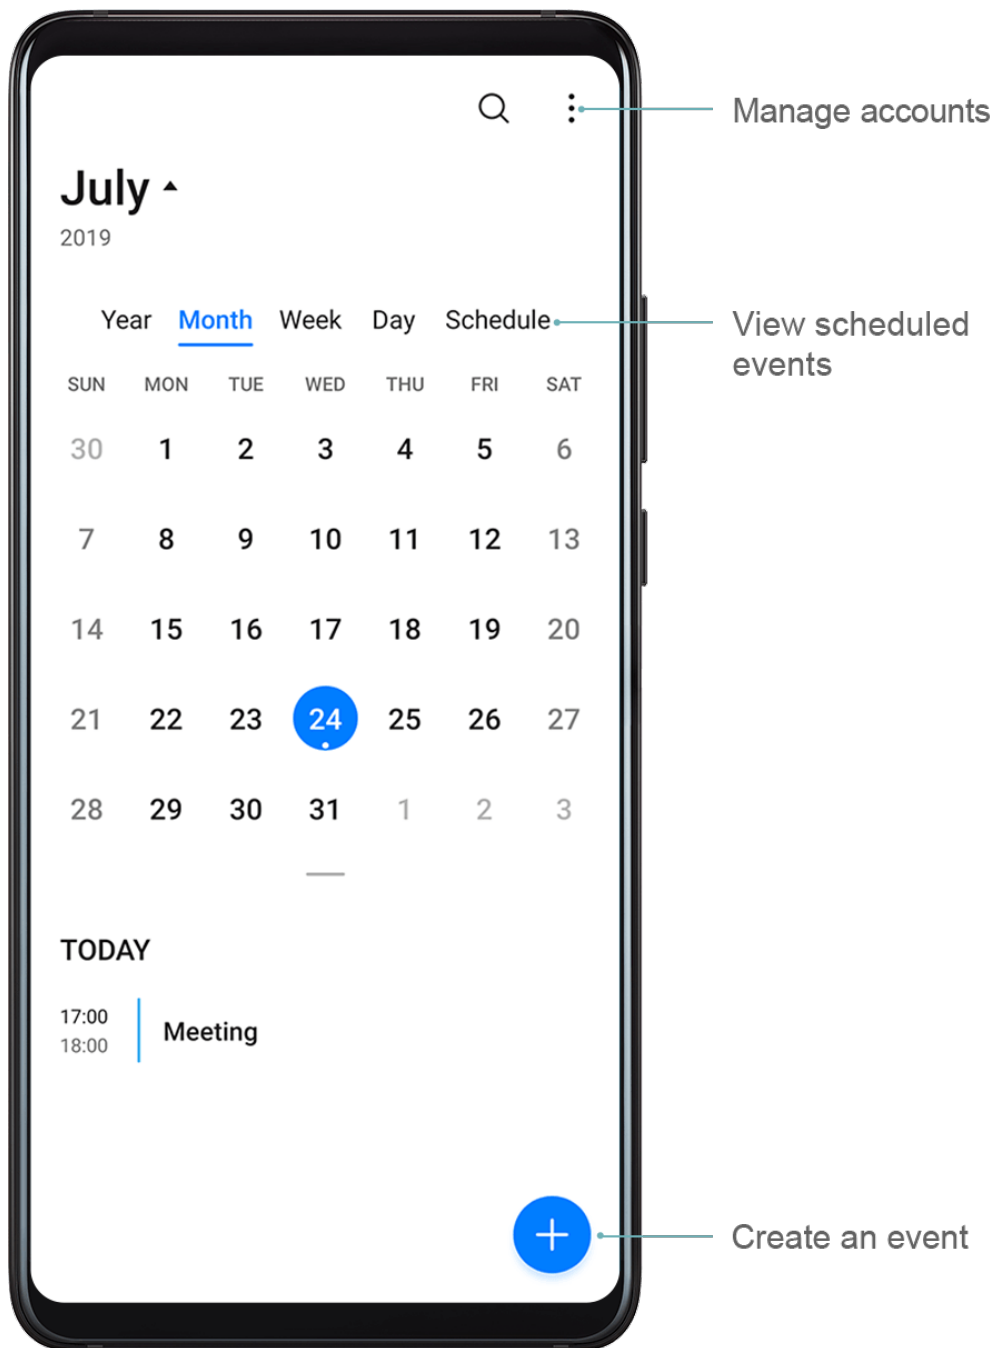 Manage accounts
July
2019
Year Month Week Day Schedule
View scheduled
events
SUN MON TUE WED THU FRI SAT
30 1 2 3 4 5 6
7 8 9 10 11 12 13
14 15 16 17 18 19 20
21 22 23 24 25 26 27
28 29 30 31 1 2 3
TODAY
17:00
18:00
Meeting
Create an event